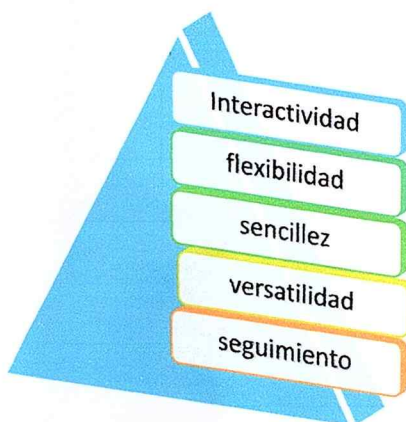 Interactividad
flexibilidad
sencillez
versatilidad
seguimiento